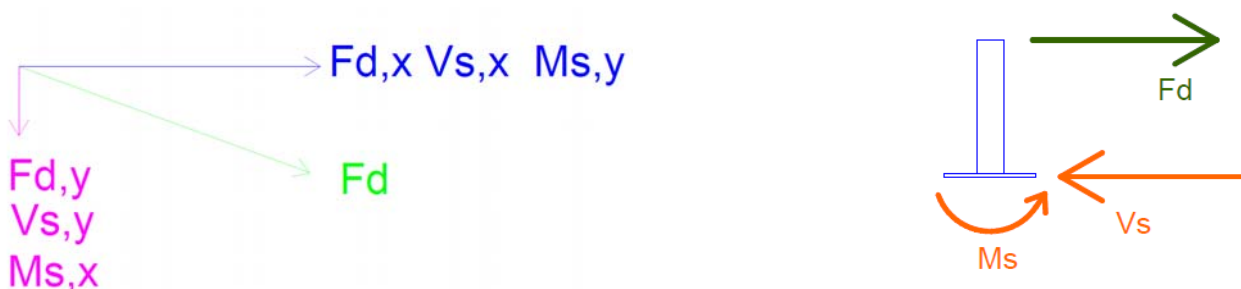 Fd,x Vs,x Ms,y
Fd,y
Vs,y
Ms,x
Fd
Fd
Vs
Ms